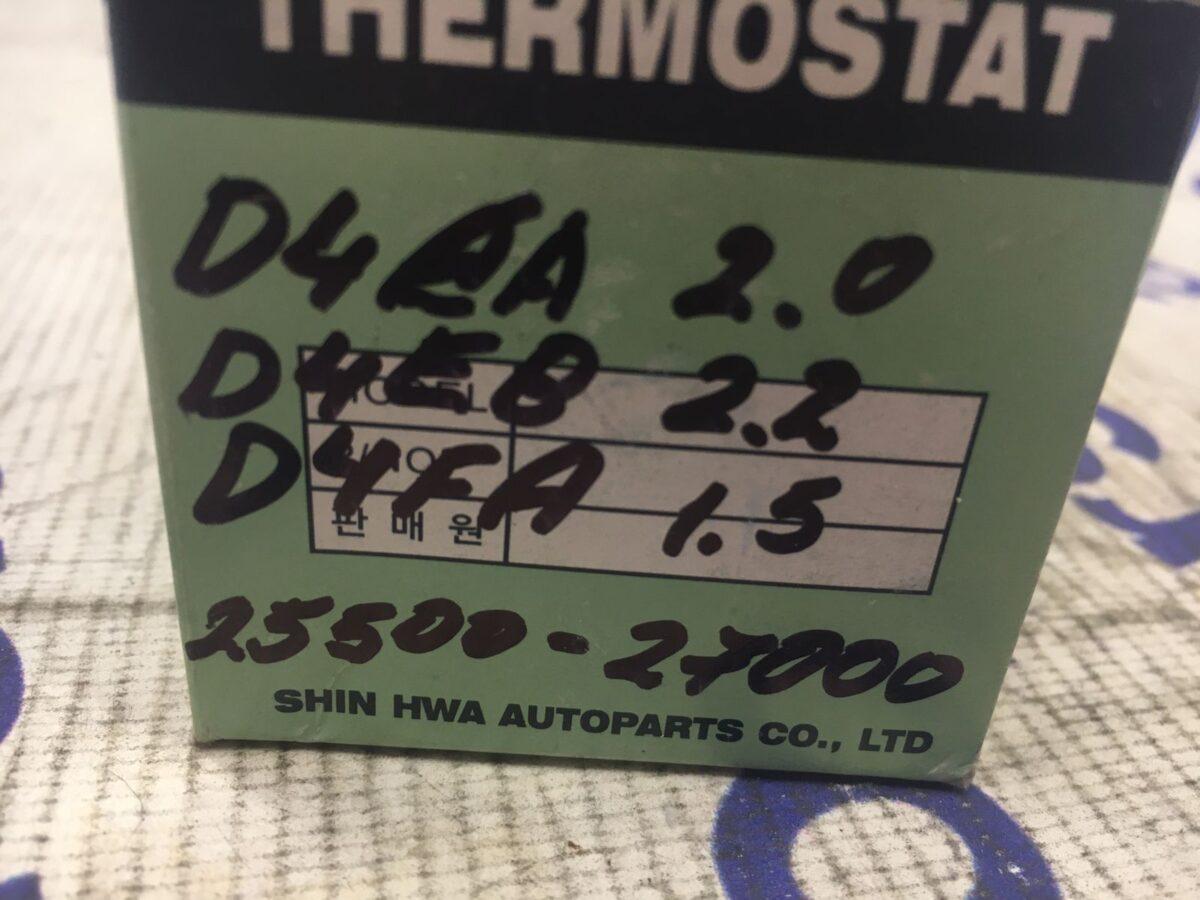 THERMOSTAT
D4EA 2.0
D4EB 2.2
MODEL
D4FA 1.5
판매원
25500-27000
SHIN HWA AUTOPARTS CO., LTD